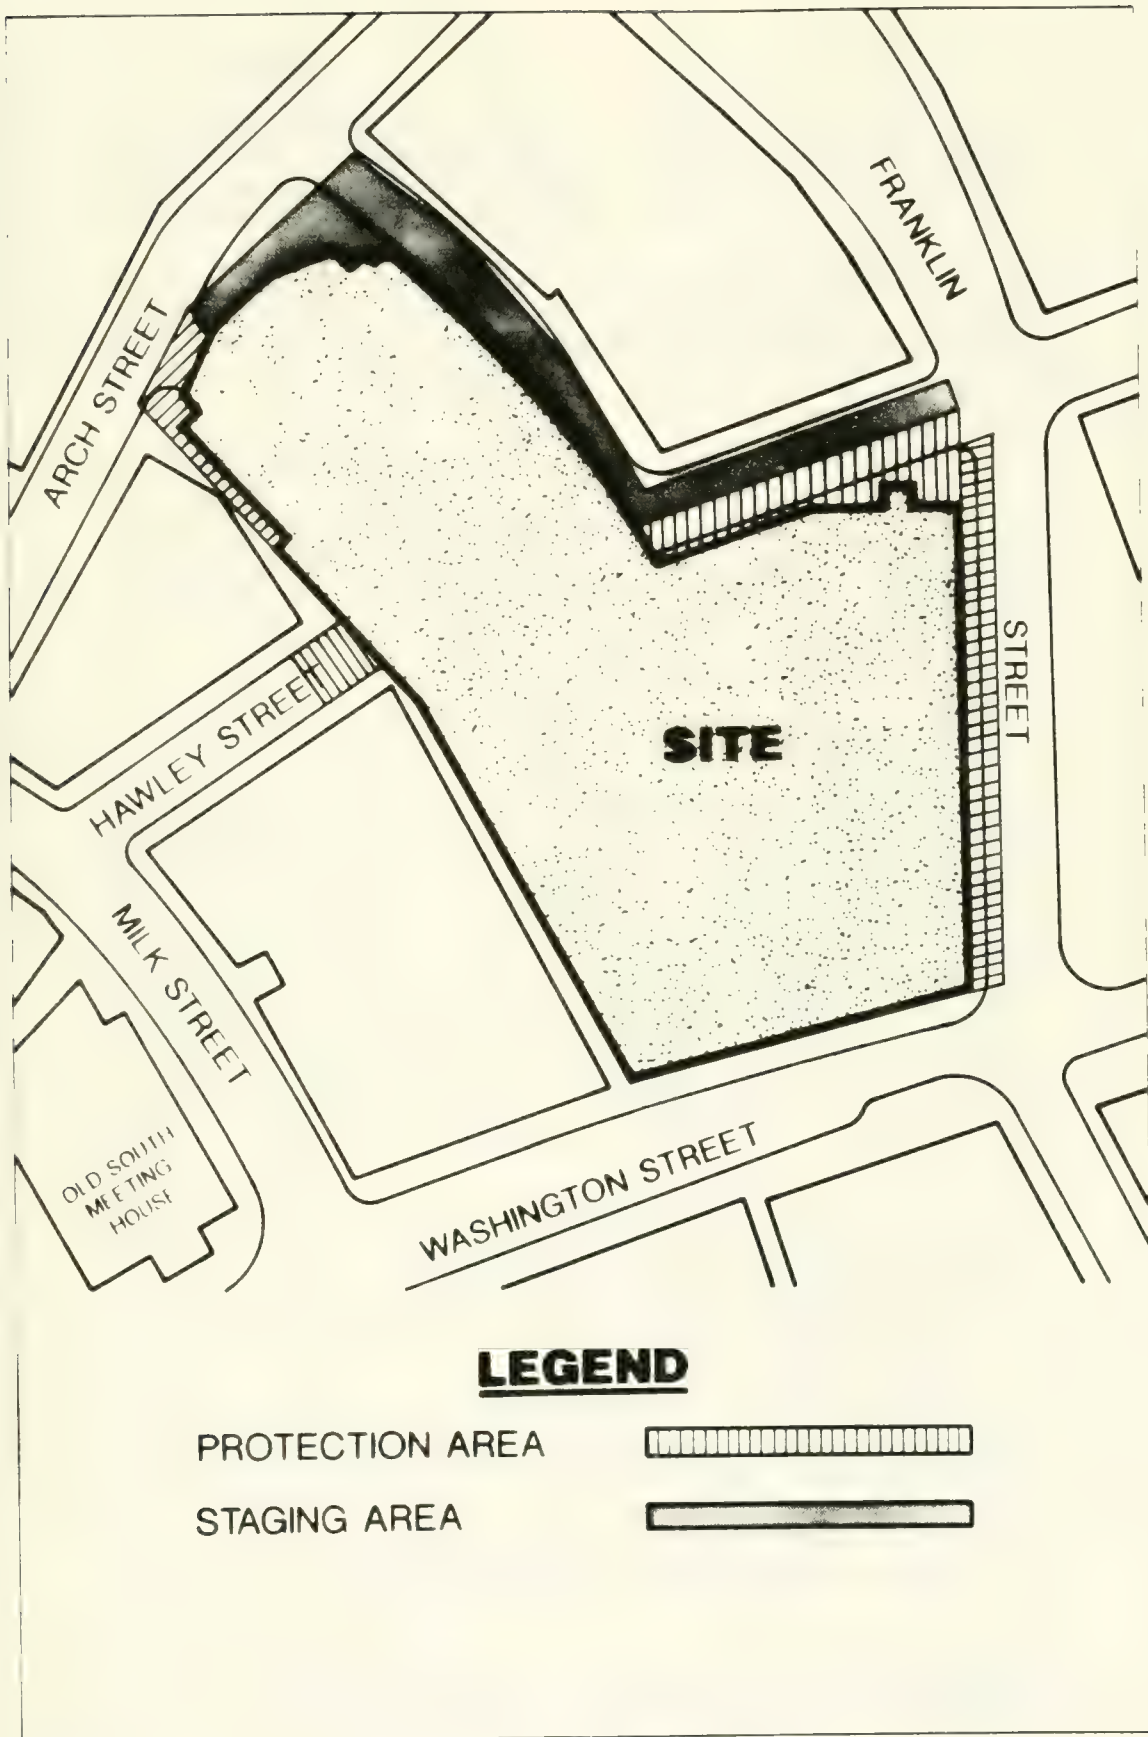 FRANKLIN
STREET
ARCH STREET
HAWLEY STREET
SITE
MILK STREET
OLD SOUTH
MEETING
HOUSE
WASHINGTON STREET
LEGEND
PROTECTION AREA
STAGING AREA